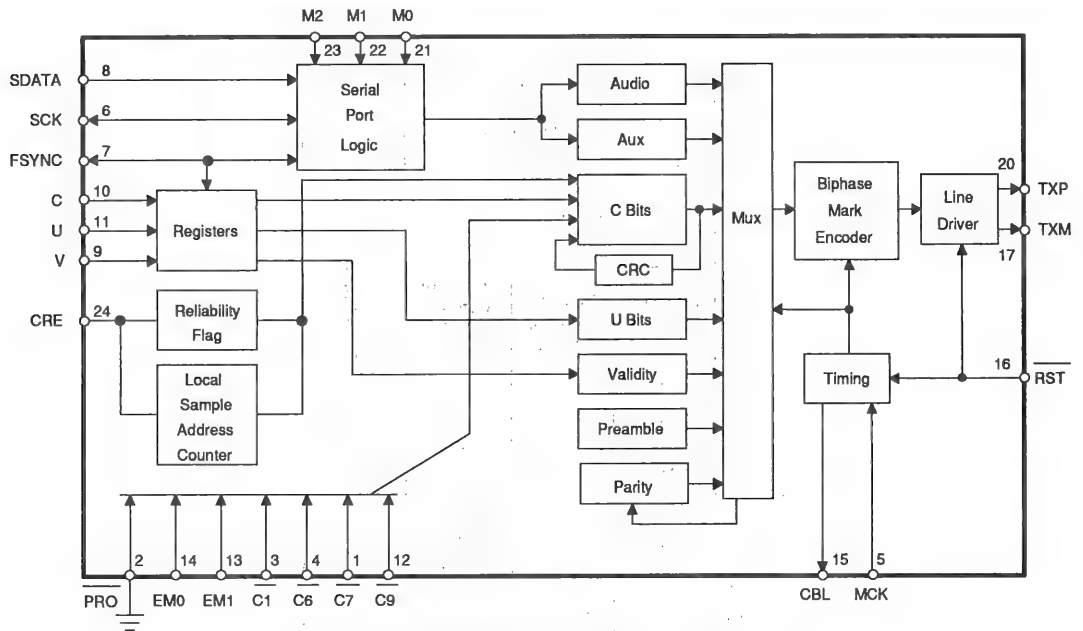 M2 M1 M0
23 22 21
SDATA 8
SCK 6
FSYNC 7
C 10
U 11
V 9
CRE 24
Serial
Port
Logic
Registers
Reliability
Flag
Local
Sample
Address
Counter
Audio
Aux
C Bits
CRC
U Bits
Validity
Preamble
Parity
Mux
Biphase
Mark
Encoder
Line
Driver
20 TXP
TXM
17
Timing
16 RST
2 14 13 3 4 1 12
PRO EM0 EM1 C1 C6 C7 C9
15 5
CBL MCK